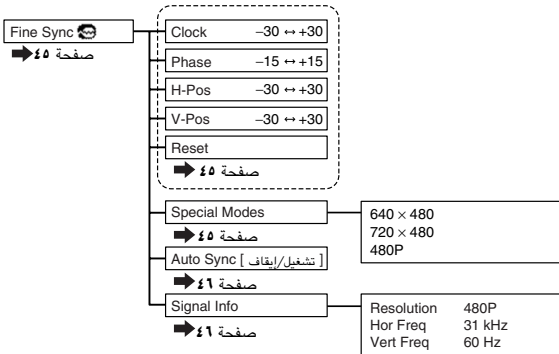 Fine Sync
صفحة ٤٥
Clock −30 ↔ +30
Phase −15 ↔ +15
H-Pos −30 ↔ +30
V-Pos −30 ↔ +30
Reset
صفحة ٤٥
Special Modes
صفحة ٤٥
640 × 480
720 × 480
480P
Auto Sync [ تشغيل/إيقاف ]
صفحة ٤٦
Signal Info
صفحة ٤٦
Resolution 480P
Hor Freq 31 kHz
Vert Freq 60 Hz